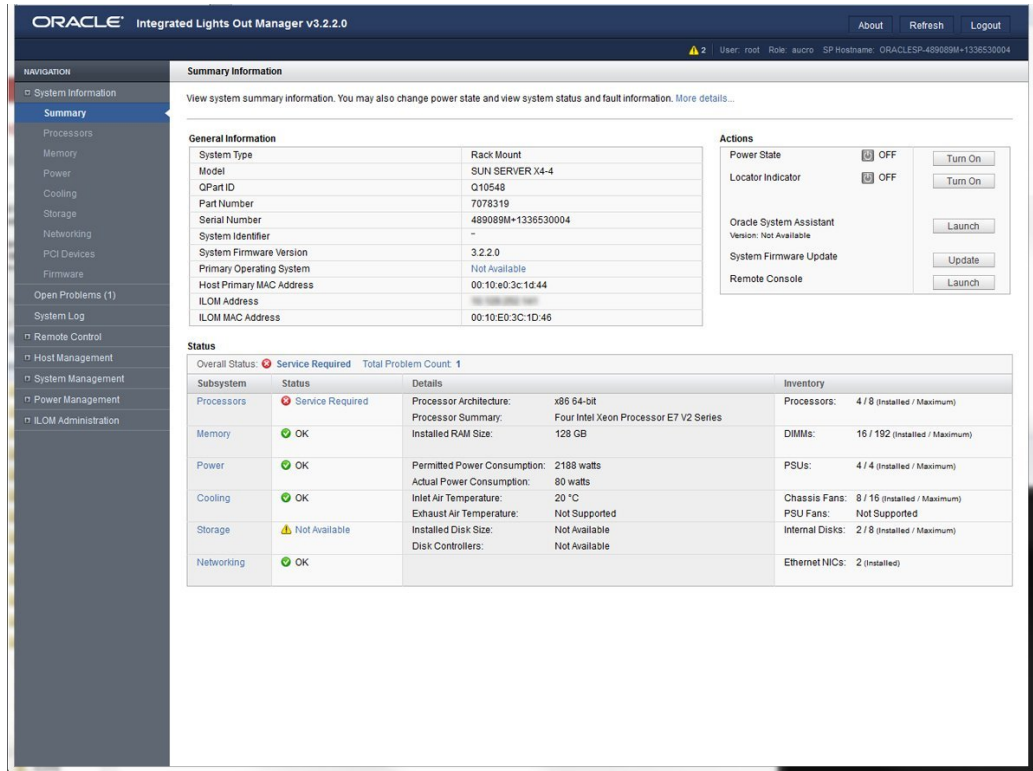 ORACLE Integrated Lights Out Manager v3.2.2.0
About Refresh Logout
2 User: root Role: aucro SP Hostname: ORACLESP-489089M+1336530004
NAVIGATION
System Information
Summary
Processors
Memory
Power
Cooling
Storage
Networking
PCI Devices
Firmware
Open Problems (1)
System Log
Remote Control
Host Management
System Management
Power Management
ILOM Administration
Summary Information
View system summary information. You may also change power state and view system status and fault information. More details...
General Information
System Type Rack Mount
Model SUN SERVER X4-4
QPart ID Q10548
Part Number 7078319
Serial Number 489089M+1336530004
System Identifier -
System Firmware Version 3.2.2.0
Primary Operating System Not Available
Host Primary MAC Address 00:10:e0:3c:1d:44
ILOM Address
ILOM MAC Address 00:10:E0:3C:1D:46
Actions
Power State OFF Turn On
Locator Indicator OFF Turn On
Oracle System Assistant Launch
Version: Not Available
System Firmware Update Update
Remote Console Launch
Status
Overall Status: Service Required Total Problem Count: 1
Subsystem Status Details Inventory
Processors Service Required Processor Architecture: x86 64-bit Processors: 4 / 8 (Installed / Maximum)
Processor Summary: Four Intel Xeon Processor E7 V2 Series
Memory OK Installed RAM Size: 128 GB DIMMs: 16 / 192 (Installed / Maximum)
Power OK Permitted Power Consumption: 2188 watts PSUs: 4 / 4 (Installed / Maximum)
Actual Power Consumption: 80 watts
Cooling OK Inlet Air Temperature: 20 °C Chassis Fans: 8 / 16 (Installed / Maximum)
Exhaust Air Temperature: Not Supported PSU Fans: Not Supported
Storage Not Available Installed Disk Size: Not Available Internal Disks: 2 / 8 (Installed / Maximum)
Disk Controllers: Not Available
Networking OK Ethernet NICs: 2 (Installed)